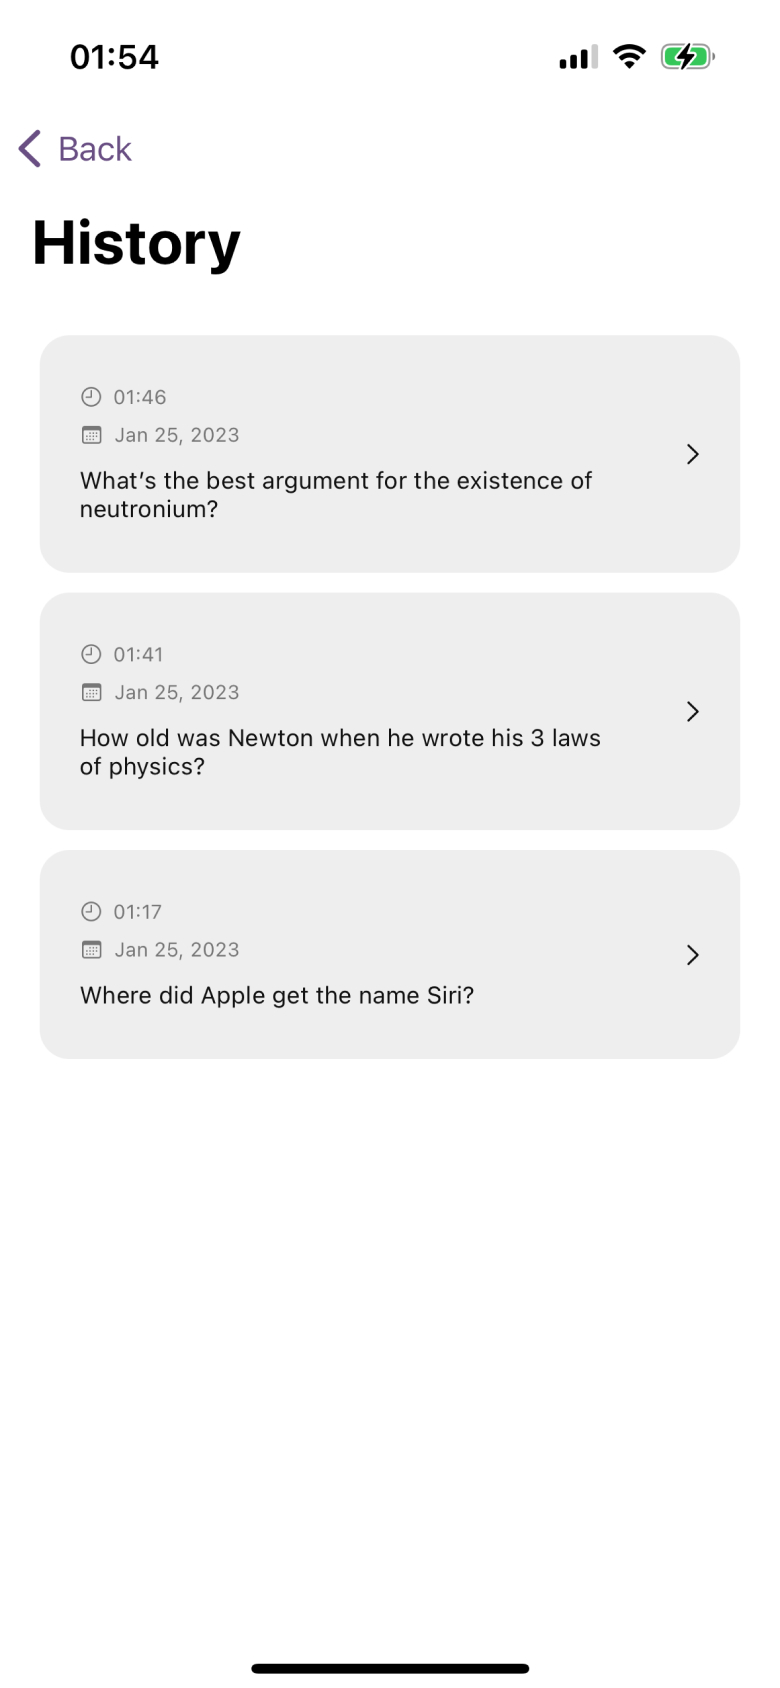 01:54
Back
History
01:46
Jan 25, 2023
What’s the best argument for the existence of
neutronium?
01:41
Jan 25, 2023
How old was Newton when he wrote his 3 laws
of physics?
01:17
Jan 25, 2023
Where did Apple get the name Siri?